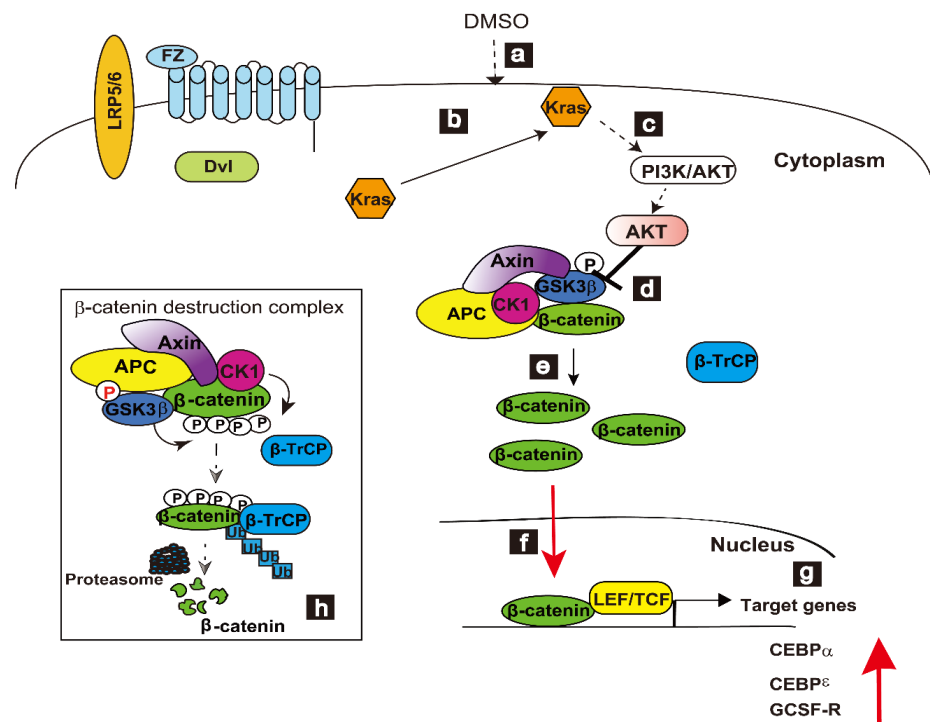 DMSO
a
FZ
LRP5/6
Dvl
b
Kras
Kras
c
Cytoplasm
PI3K/AKT
AKT
Axin
P
GSK3β
d
CK1
APC
β-catenin
β-TrCP
e
β-catenin
β-catenin
β-catenin
f
Nucleus
g
β-catenin
LEF/TCF
Target genes
CEBPα
CEBPε
GCSF-R
β-catenin destruction complex
Axin
APC
CK1
P
β-catenin
GSK3β
P P P P
β-TrCP
P P P P
β-catenin
β-TrCP
Ub
Ub
Ub
Ub
Proteasome
β-catenin
h